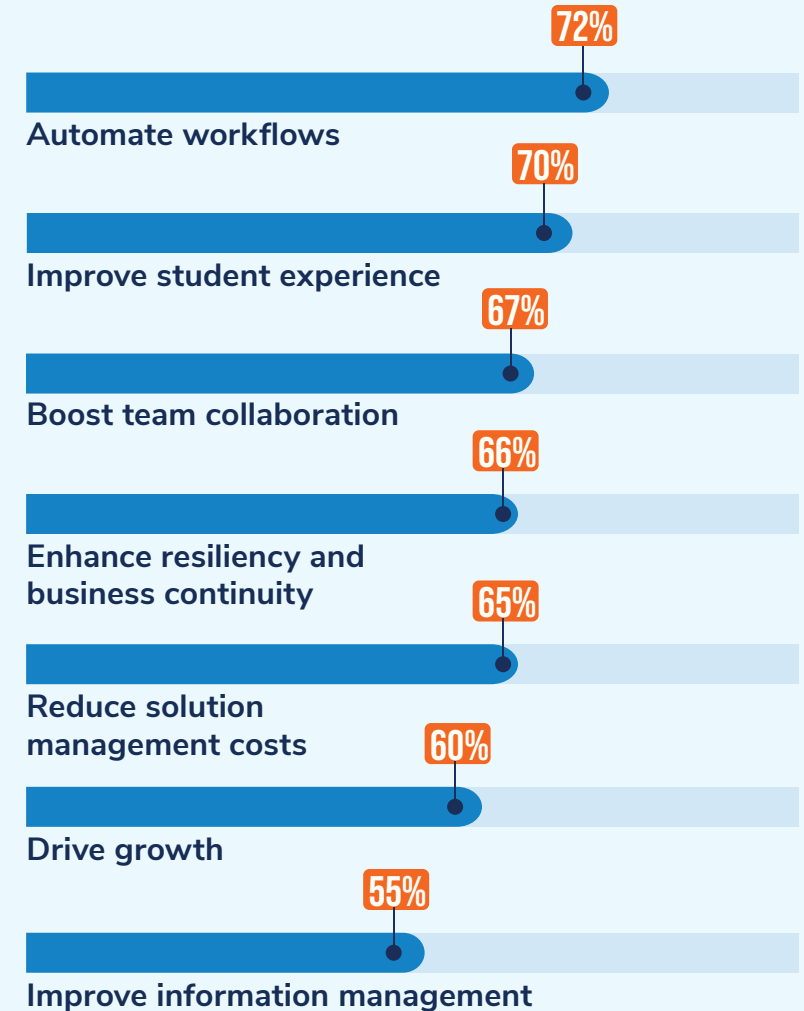 72%
Automate workflows
70%
Improve student experience
67%
Boost team collaboration
66%
Enhance resiliency and
business continuity
65%
Reduce solution
management costs
60%
Drive growth
55%
Improve information management